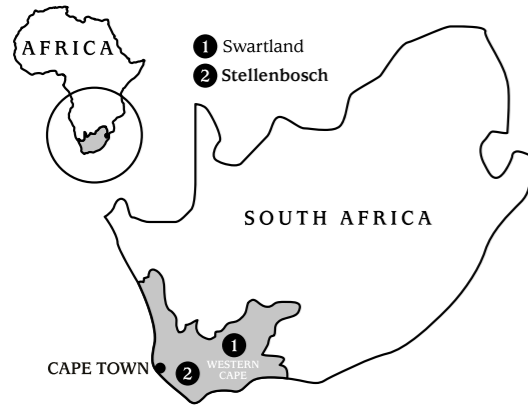 AFRICA
1 Swartland
2 Stellenbosch
SOUTH AFRICA
1
WESTERN
CAPE
CAPE TOWN
2